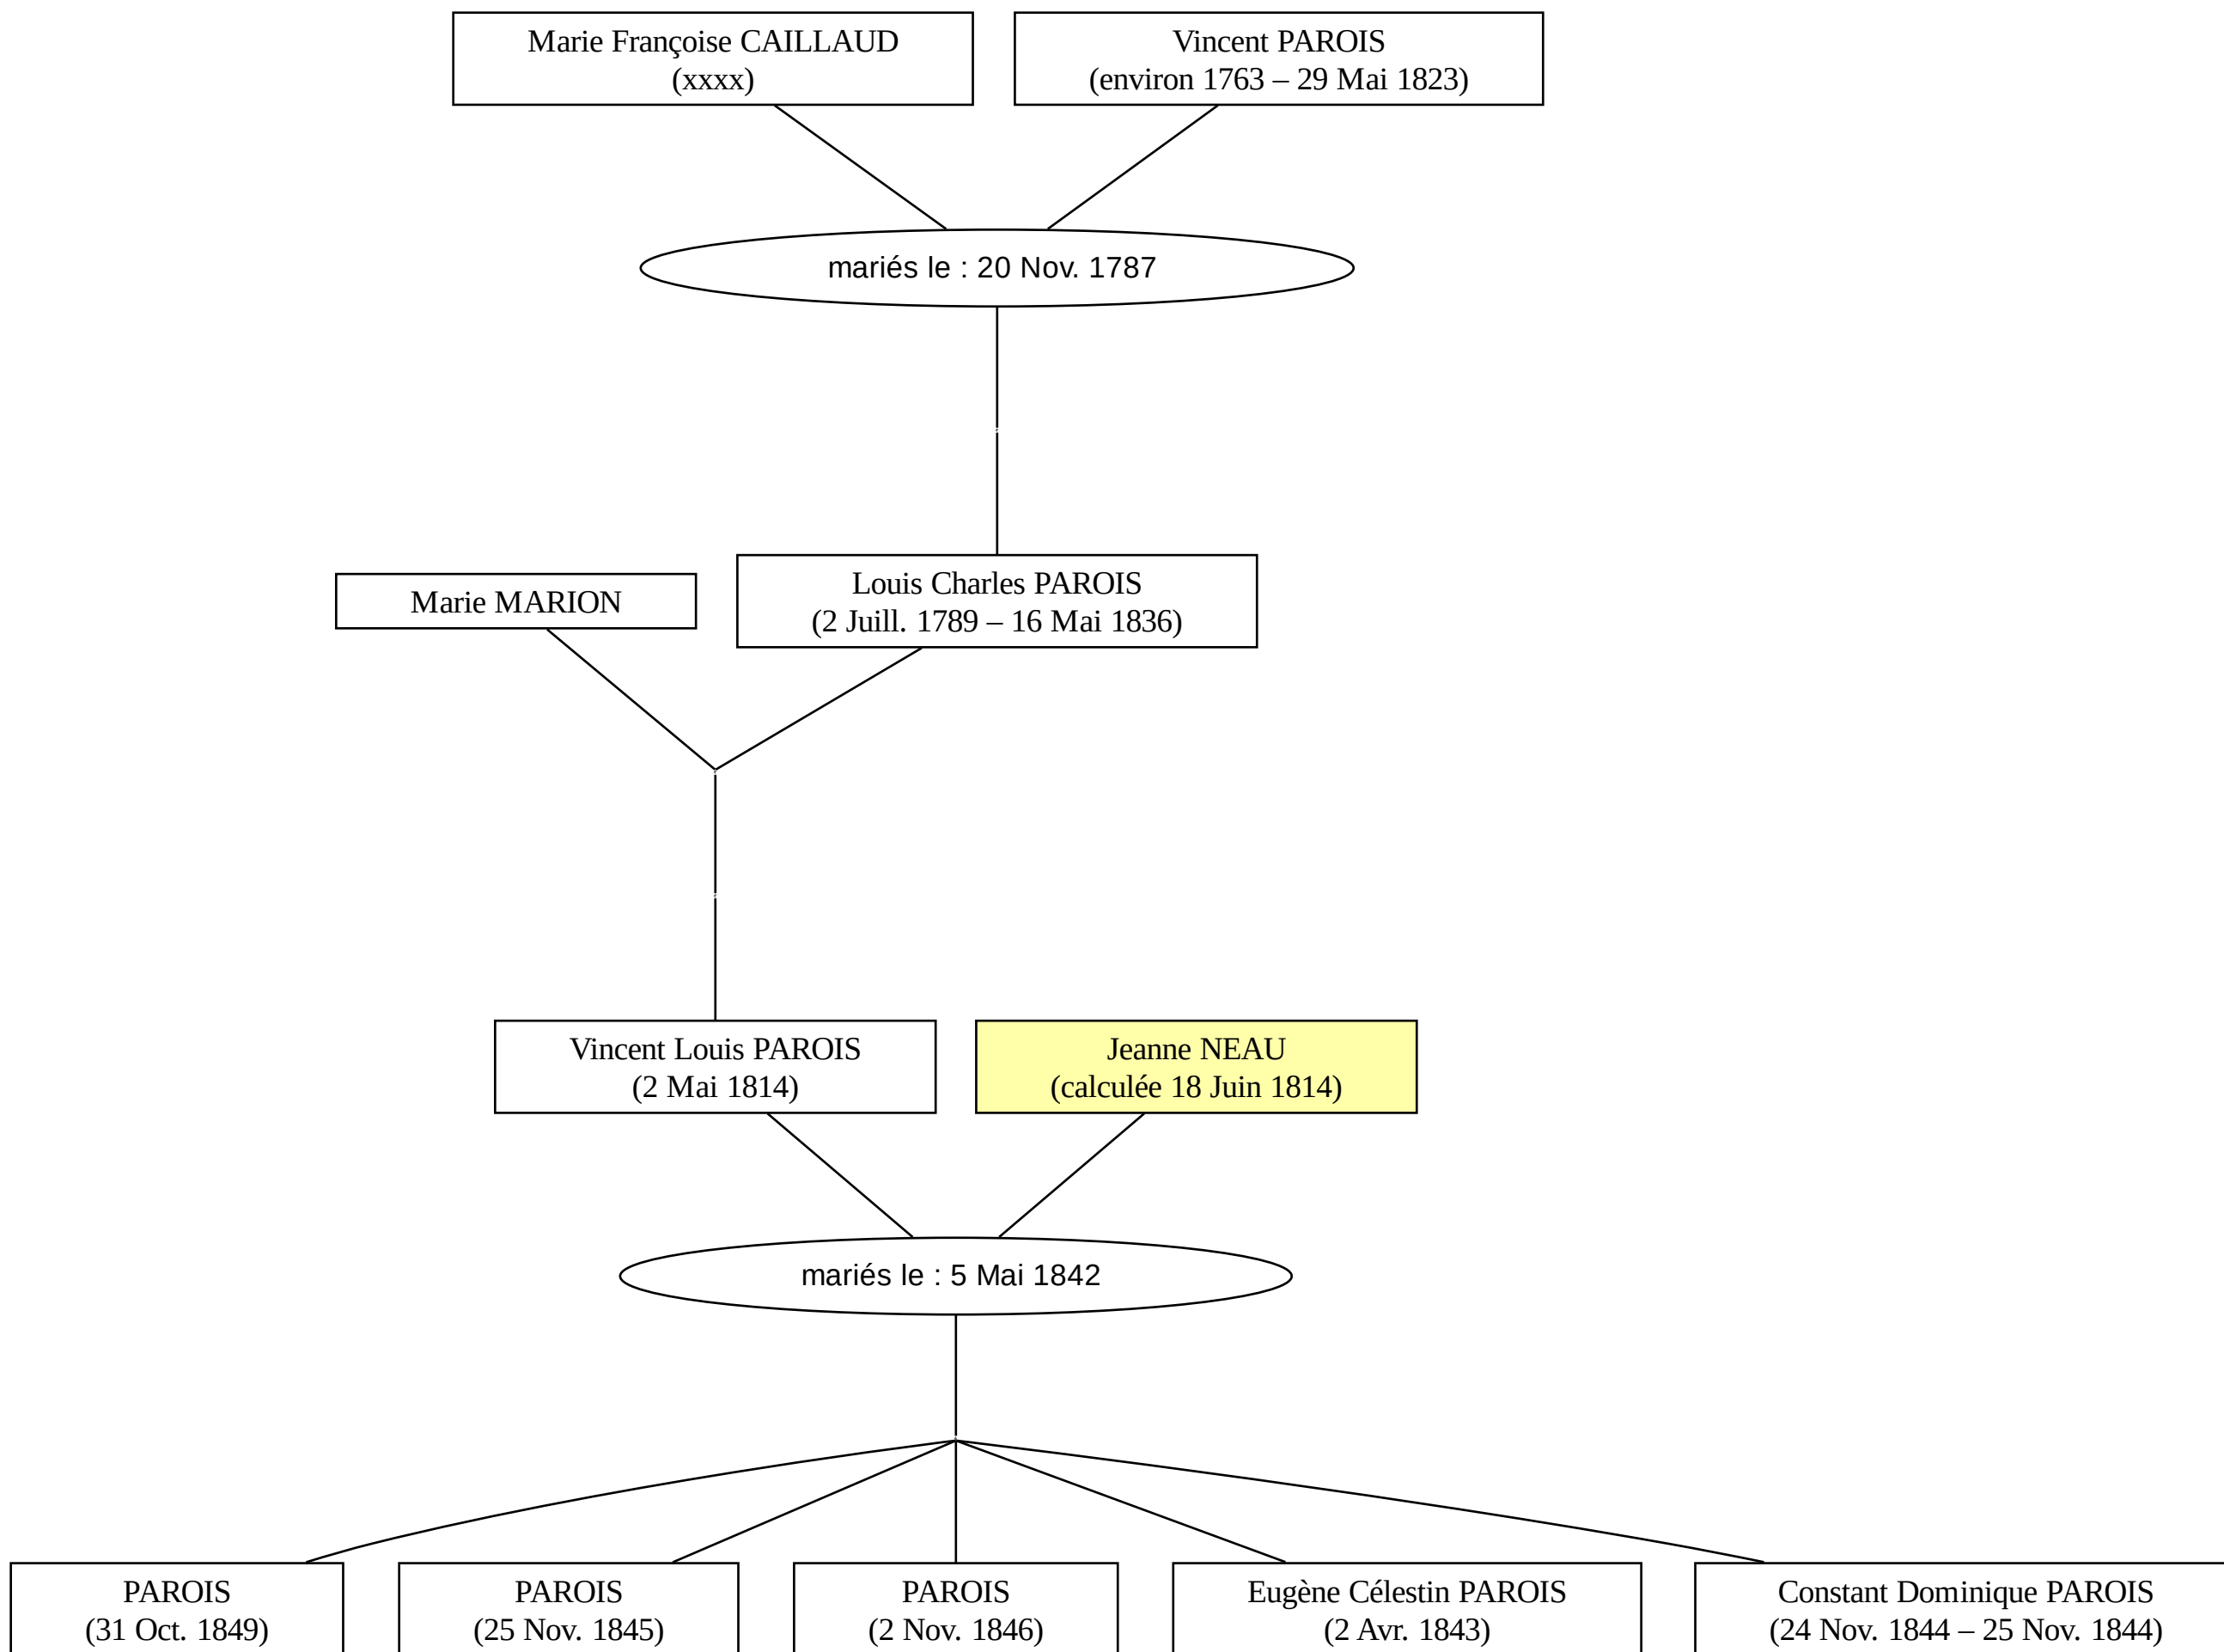 Marie Françoise CAILLAUD
(xxxx)
Vincent PAROIS
(environ 1763 – 29 Mai 1823)
mariés le : 20 Nov. 1787
Marie MARION
Louis Charles PAROIS
(2 Juill. 1789 – 16 Mai 1836)
Vincent Louis PAROIS
(2 Mai 1814)
Jeanne NEAU
(calculée 18 Juin 1814)
mariés le : 5 Mai 1842
PAROIS
(31 Oct. 1849)
PAROIS
(25 Nov. 1845)
PAROIS
(2 Nov. 1846)
Eugène Célestin PAROIS
(2 Avr. 1843)
Constant Dominique PAROIS
(24 Nov. 1844 – 25 Nov. 1844)